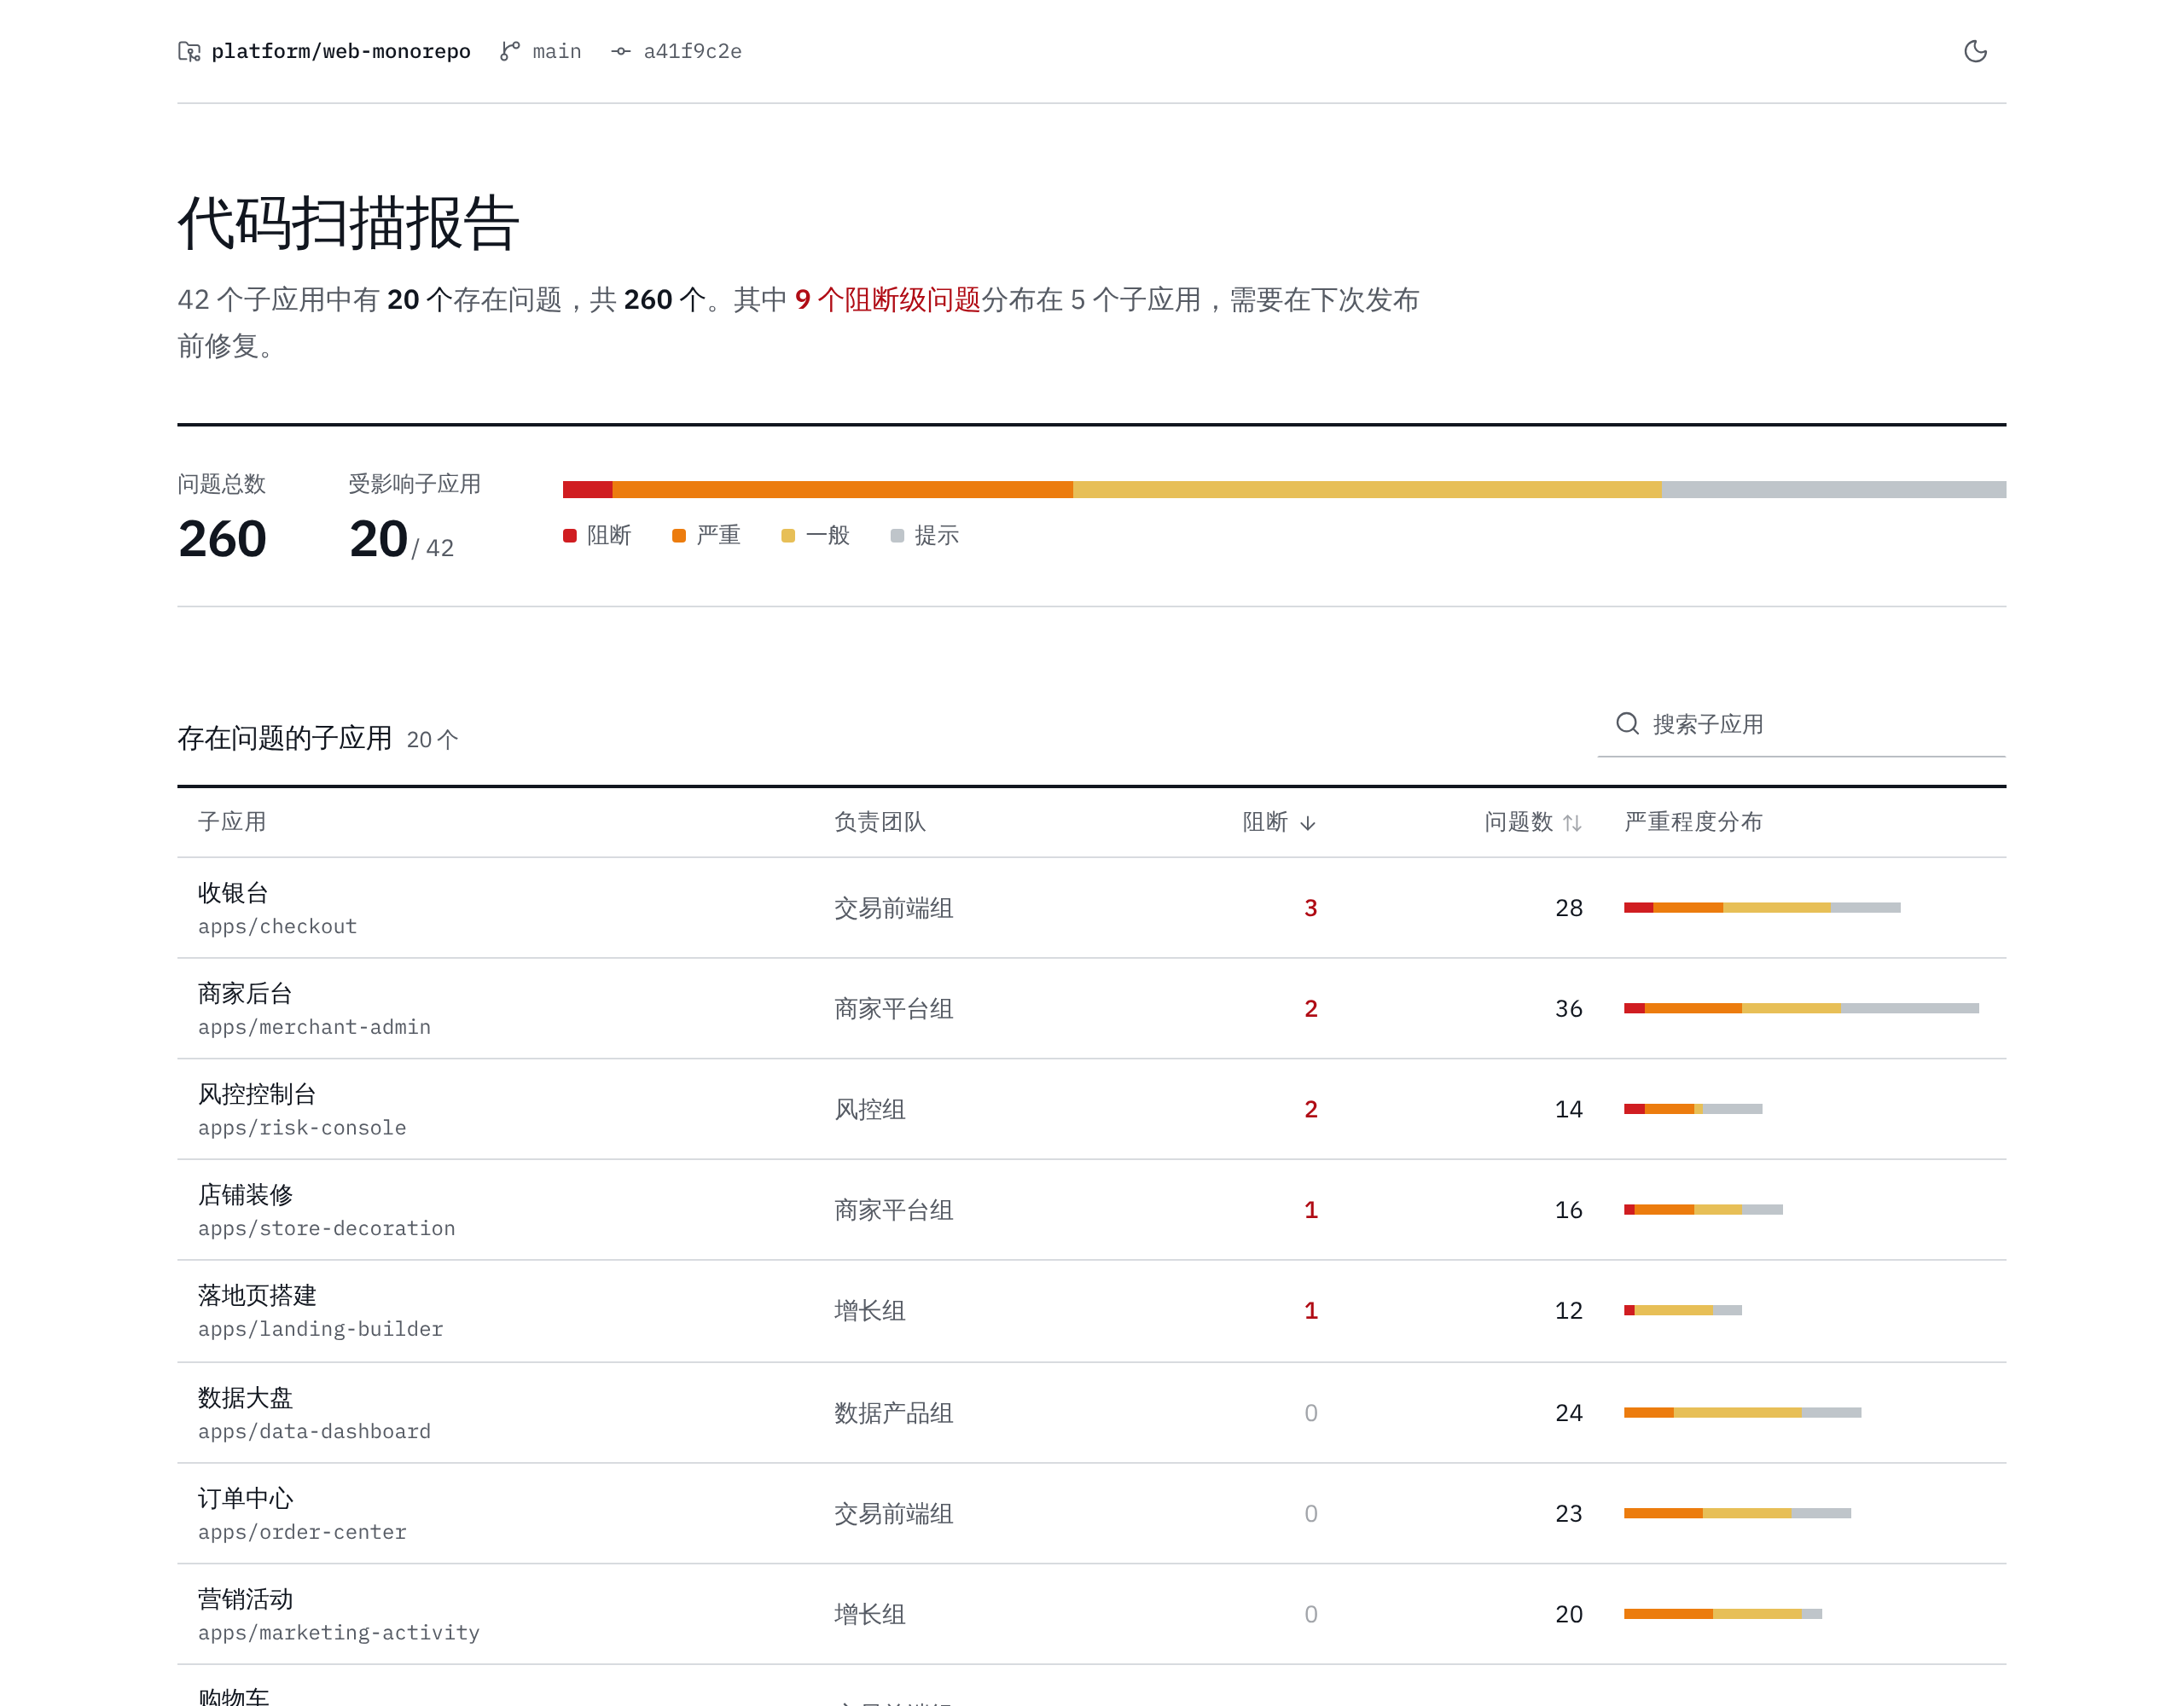 platform/web-monorepo main a41f9c2e
代码扫描报告
42 个子应用中有 20 个存在问题，共 260 个。其中 9 个阻断级问题分布在 5 个子应用，需要在下次发布
前修复。
问题总数 受影响子应用
260 20 / 42
阻断 严重 一般 提示
存在问题的子应用 20 个 搜索子应用
子应用 负责团队 阻断 问题数 严重程度分布
收银台
apps/checkout
交易前端组 3 28
商家后台
apps/merchant-admin
商家平台组 2 36
风控控制台
apps/risk-console
风控组 2 14
店铺装修
apps/store-decoration
商家平台组 1 16
落地页搭建
apps/landing-builder
增长组 1 12
数据大盘
apps/data-dashboard
数据产品组 0 24
订单中心
apps/order-center
交易前端组 0 23
营销活动
apps/marketing-activity
增长组 0 20
购物车